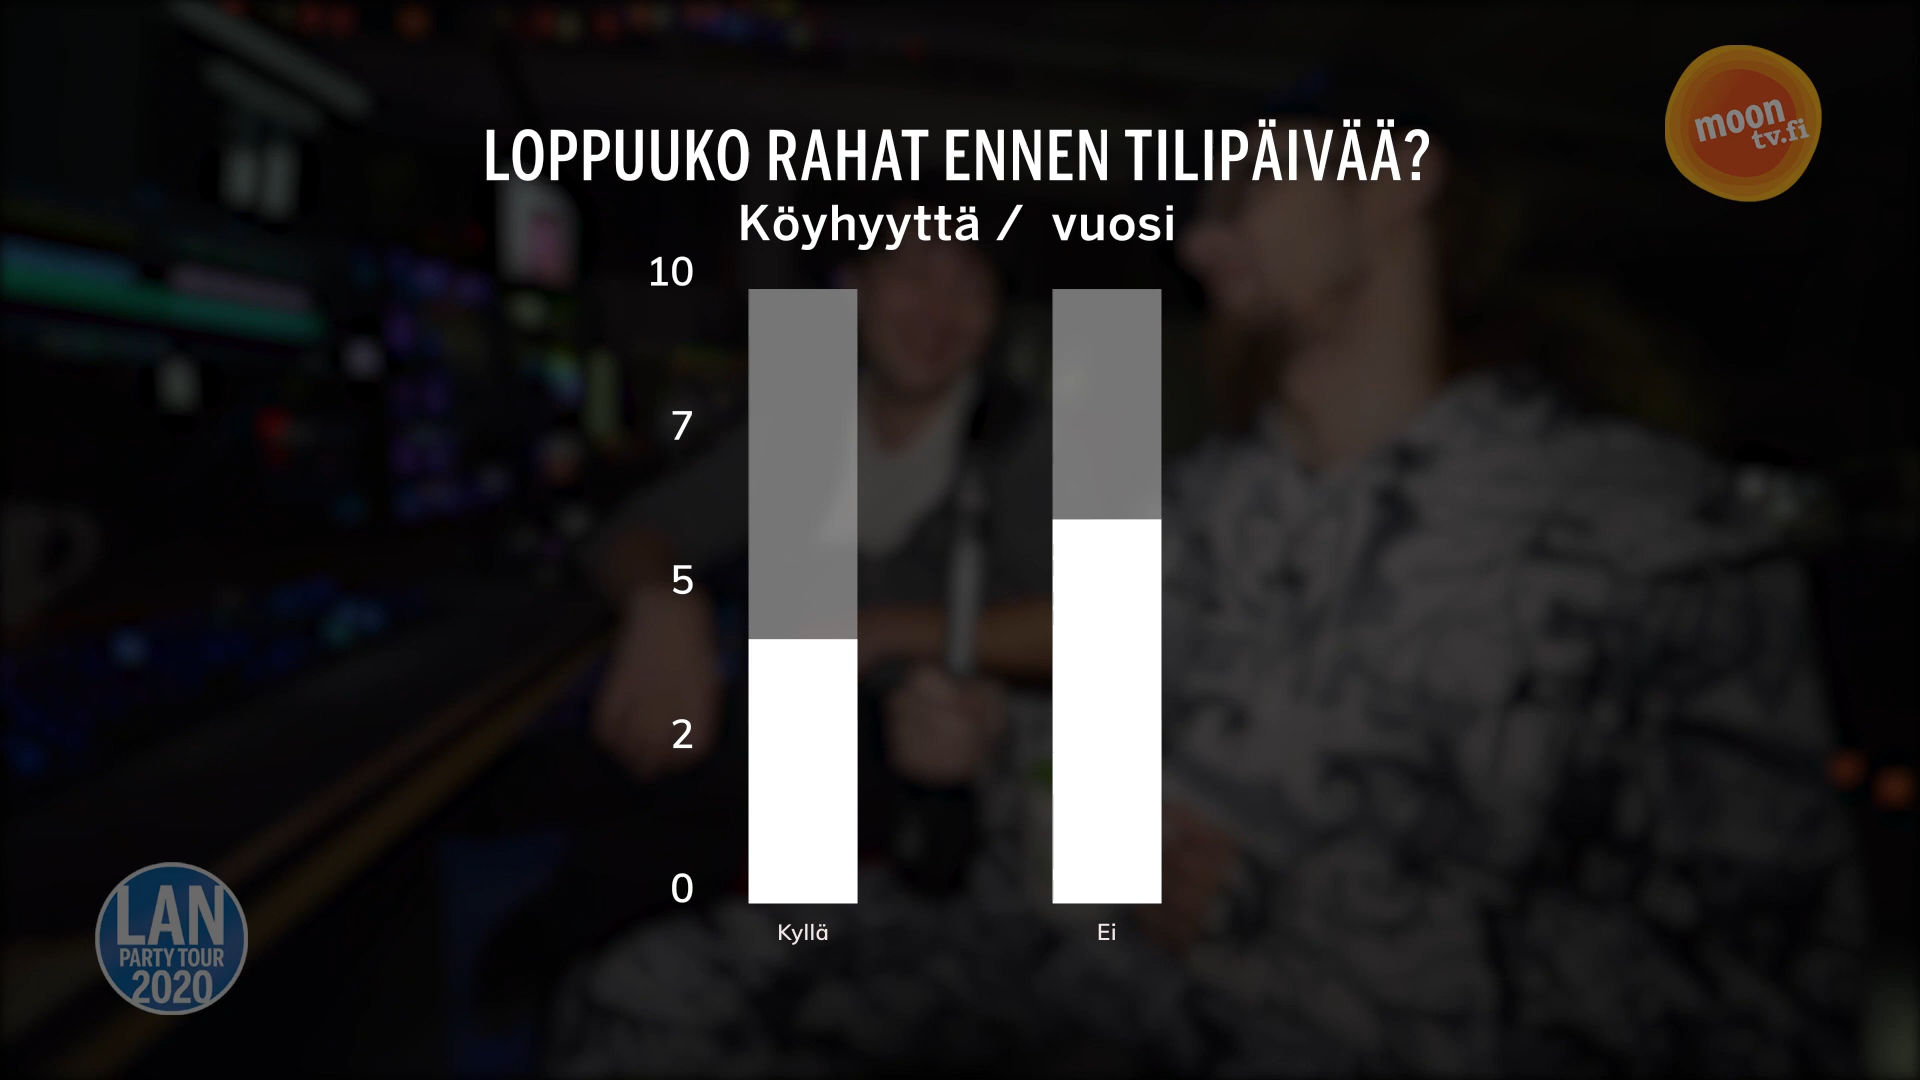 moon
tv.fi
LOPPUUKO RAHAT ENNEN TILIPÄIVÄÄ?
Köyhyyttä / vuosi
10
7
5
2
0
Kyllä
Ei
LAN
PARTY TOUR
2020